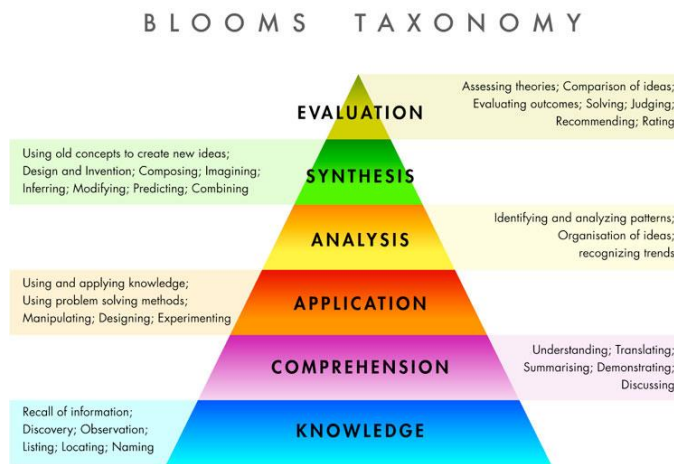 BLOOMS TAXONOMY
EVALUATION
Assessing theories; Comparison of ideas;
Evaluating outcomes; Solving; Judging;
Recommending; Rating
SYNTHESIS
Using old concepts to create new ideas;
Design and Invention; Composing; Imagining;
Inferring; Modifying; Predicting; Combining
ANALYSIS
Identifying and analyzing patterns;
Organisation of ideas;
recognizing trends
APPLICATION
Using and applying knowledge;
Using problem solving methods;
Manipulating; Designing; Experimenting
COMPREHENSION
Understanding; Translating;
Summarising; Demonstrating;
Discussing
KNOWLEDGE
Recall of information;
Discovery; Observation;
Listing; Locating; Naming